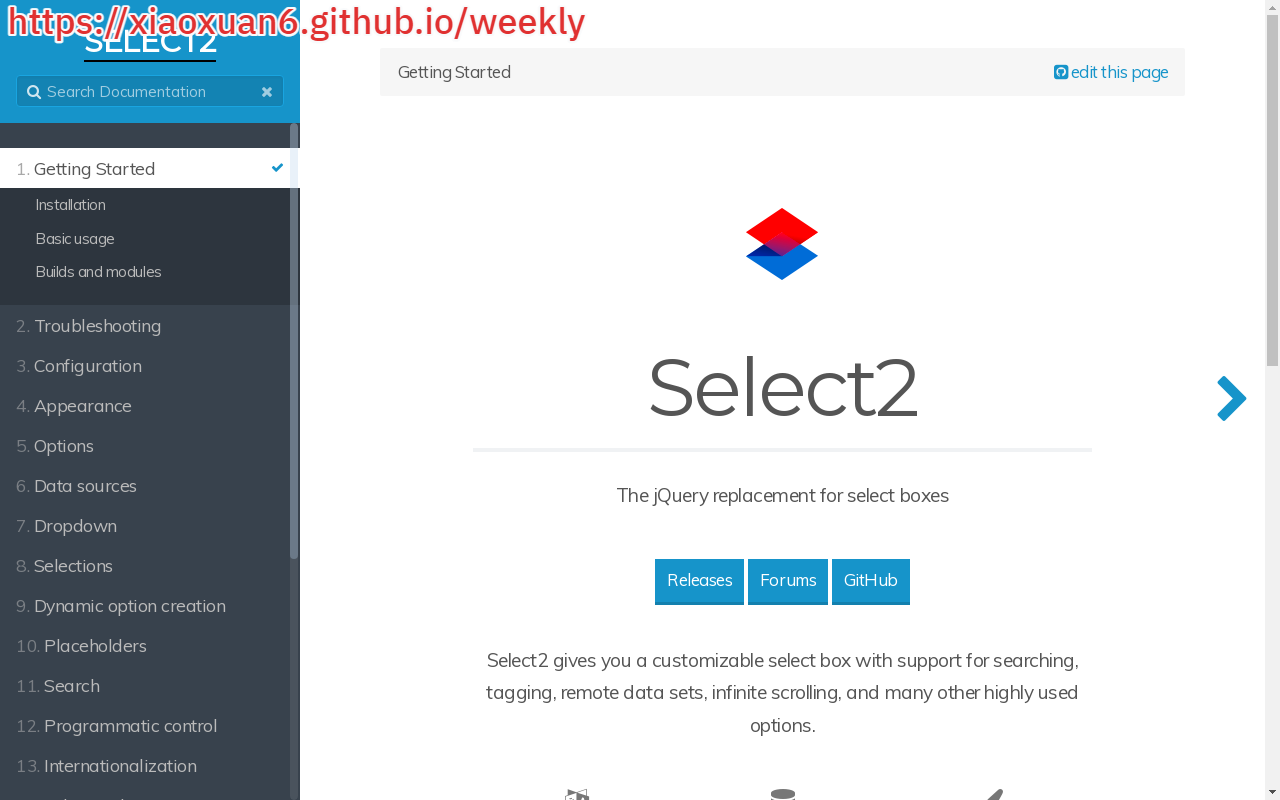 https://xiaoxuan6.github.io/weekly
SELECT2
Search Documentation
Getting Started
edit this page
1. Getting Started
Installation
Basic usage
Builds and modules
2. Troubleshooting
3. Configuration
4. Appearance
5. Options
6. Data sources
7. Dropdown
8. Selections
9. Dynamic option creation
10. Placeholders
11. Search
12. Programmatic control
13. Internationalization
Select2
The jQuery replacement for select boxes
Releases
Forums
GitHub
Select2 gives you a customizable select box with support for searching,
tagging, remote data sets, infinite scrolling, and many other highly used
options.